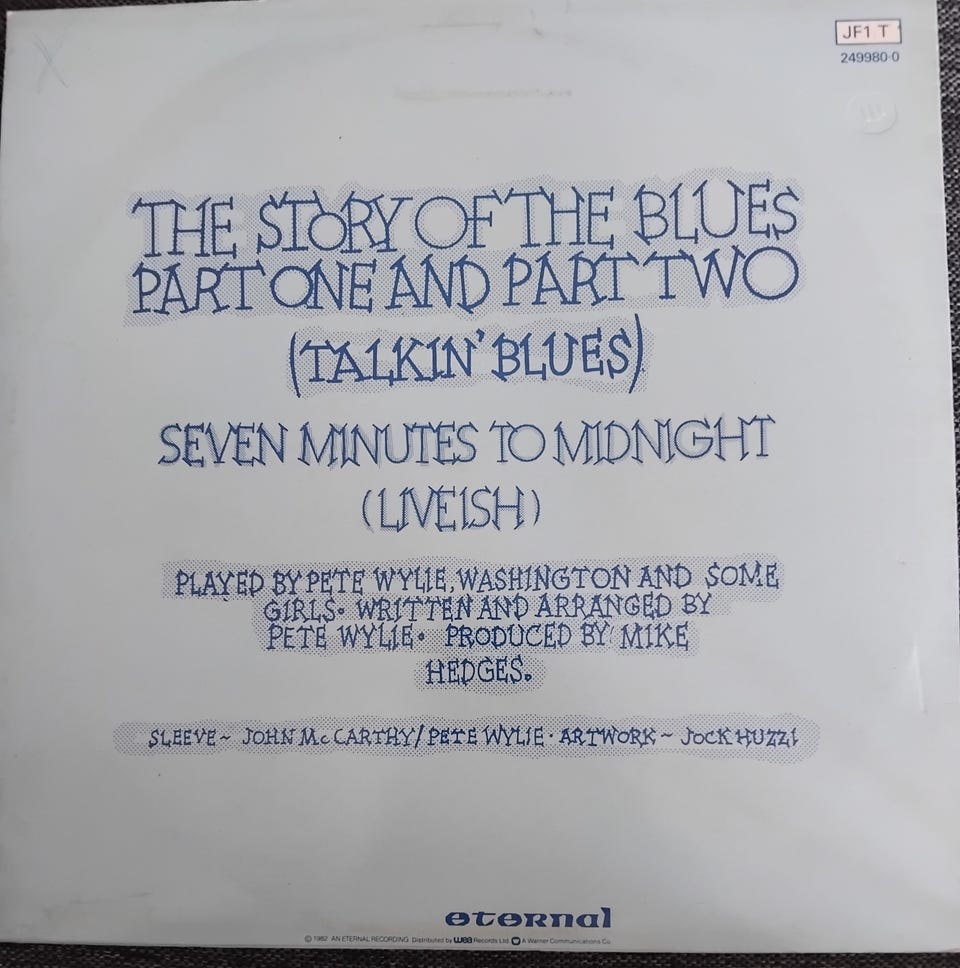 JF1 T
249980-0
THE STORY OF THE BLUES
PART ONE AND PART TWO
(TALKIN' BLUES)
SEVEN MINUTES TO MIDNIGHT
(LIVEISH)
PLAYED BY PETE WYLIE, WASHINGTON AND SOME
GIRLS· WRITTEN AND ARRANGED BY
PETE WYLIE· PRODUCED BY MIKE
HEDGES.
SLEEVE~ JOHN McCARTHY/PETE WYLIE· ARTWORK~ JOCK HUZZI
eternal
© 1982 AN ETERNAL RECORDING Distributed by wea Records Ltd. A Warner Communications Co.